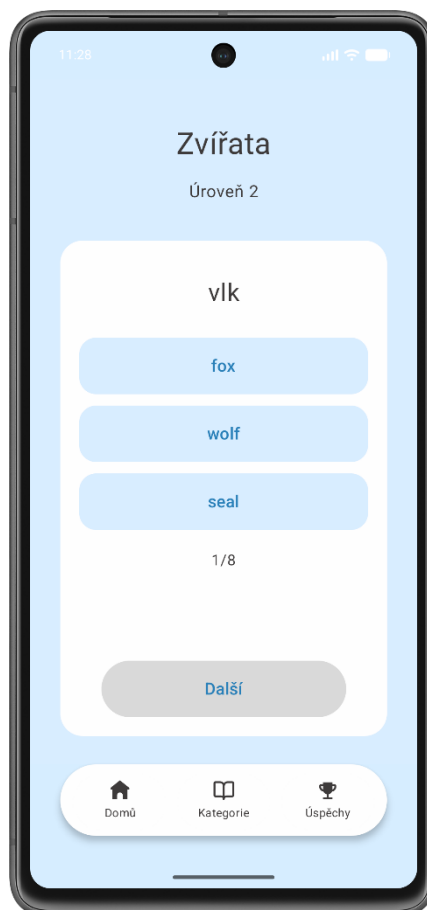 11:28
Zvířata
Úroveň 2
vlk
fox
wolf
seal
1/8
Další
Domů
Kategorie
Úspěchy